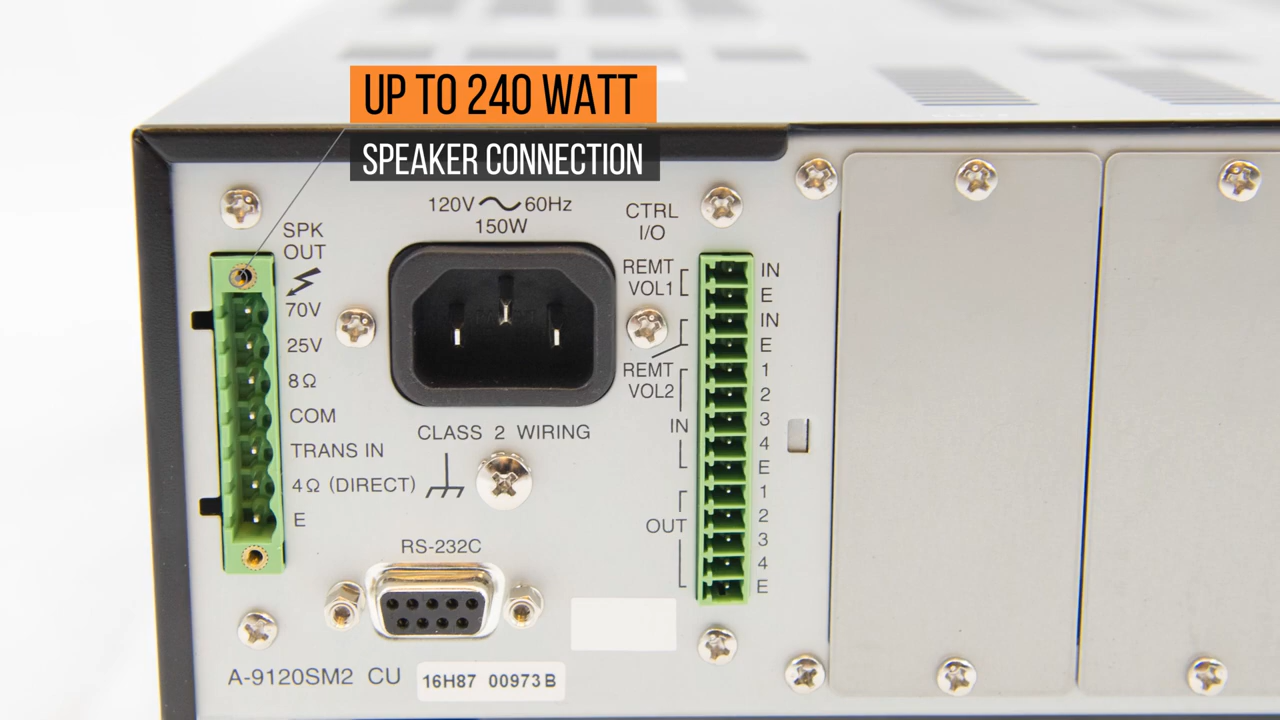 UP TO 240 WATT
SPEAKER CONNECTION
120V 60Hz
150W
SPK
OUT
70V
25V
8Ω
COM
TRANS IN
4Ω (DIRECT)
E
CLASS 2 WIRING
RS-232C
CTRL
I/O
REMT
VOL1
REMT
VOL2
IN
OUT
IN
E
IN
E
1
2
3
4
E
1
2
3
4
E
A-9120SM2 CU
16H87 00973B